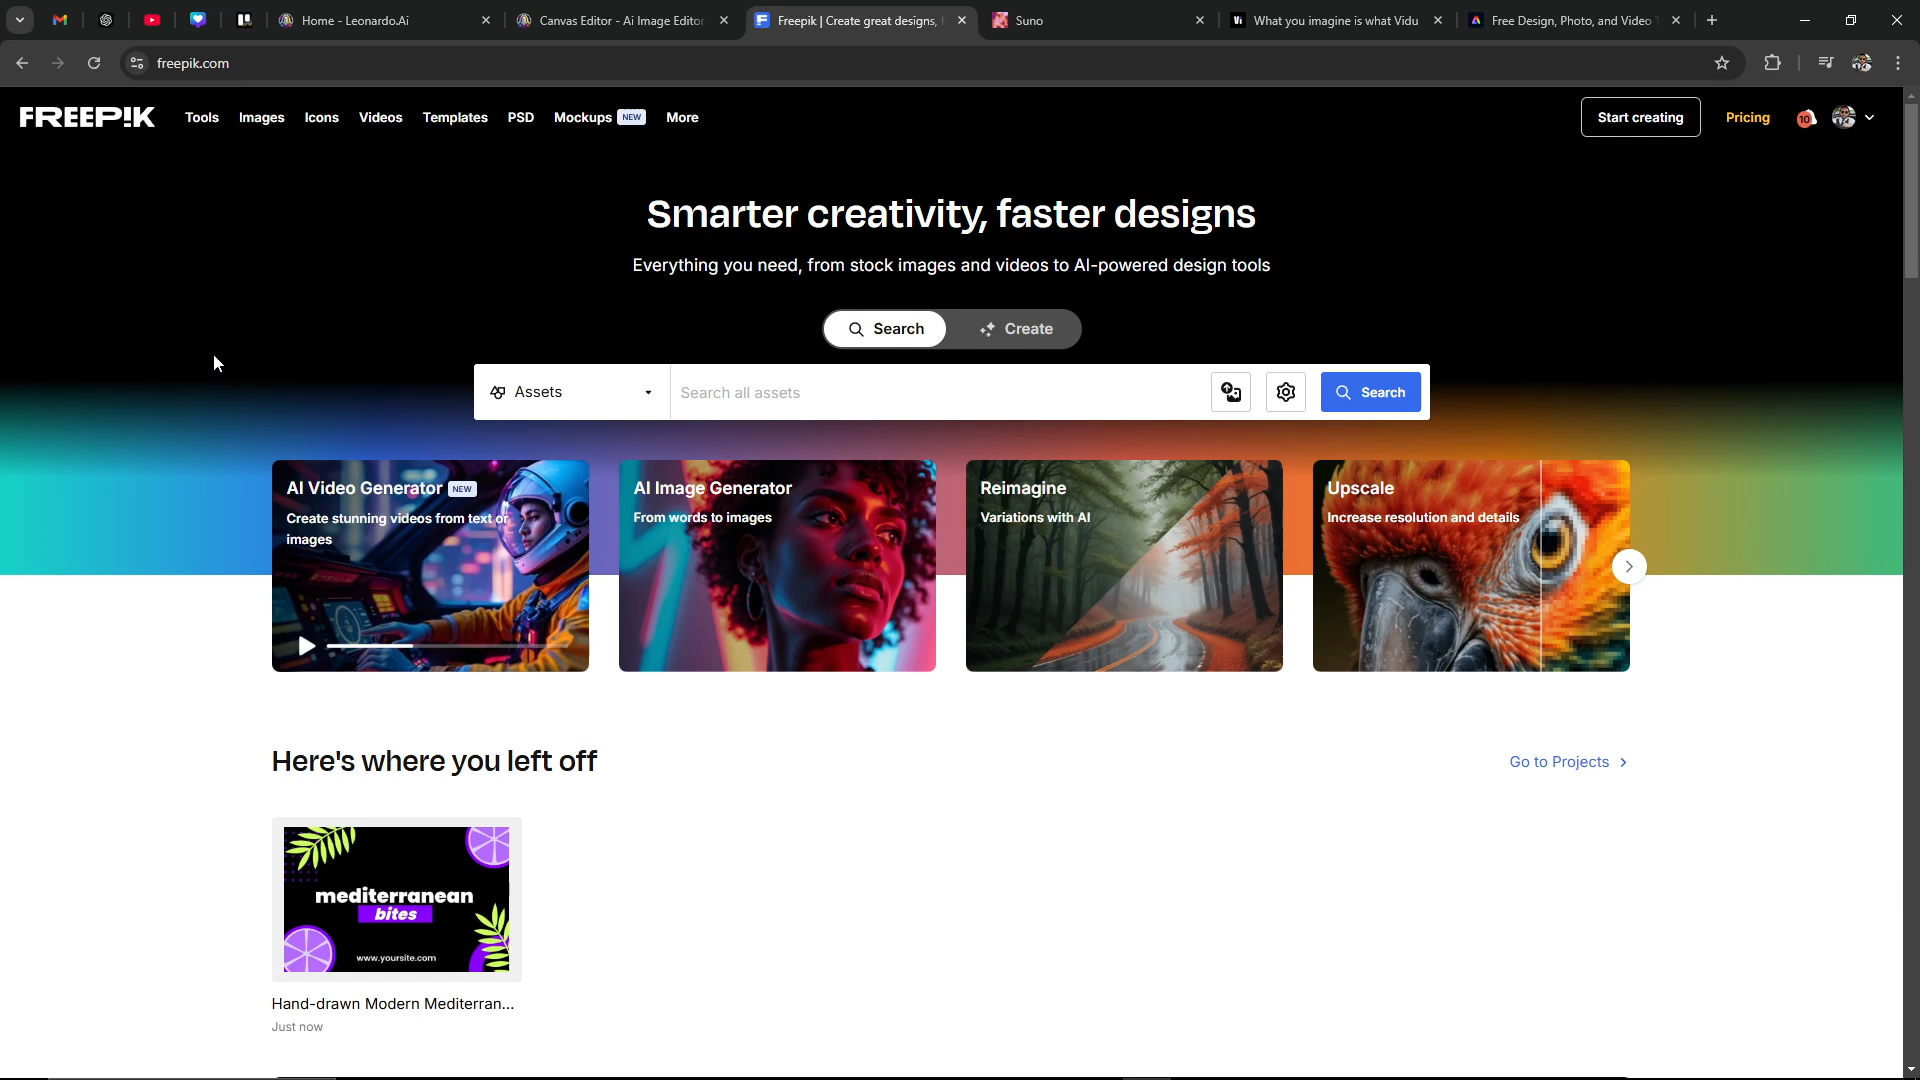 Home - Leonardo.Ai
Canvas Editor - Ai Image Editor
Freepik | Create great designs, f
Suno
Vi
What you imagine is what Vidu
Free Design, Photo, and Video T
freepik.com
FREEP!K
Tools
Images
Icons
Videos
Templates
PSD
Mockups NEW
More
Start creating
Pricing
10
Smarter creativity, faster designs
Everything you need, from stock images and videos to AI-powered design tools
Search
Create
Assets
Search all assets
Search
AI Video Generator NEW
Create stunning videos from text or
images
AI Image Generator
From words to images
Reimagine
Variations with AI
Upscale
Increase resolution and details
Here's where you left off
Go to Projects
mediterranean
bites
www.yoursite.com
Hand-drawn Modern Mediterran...
Just now